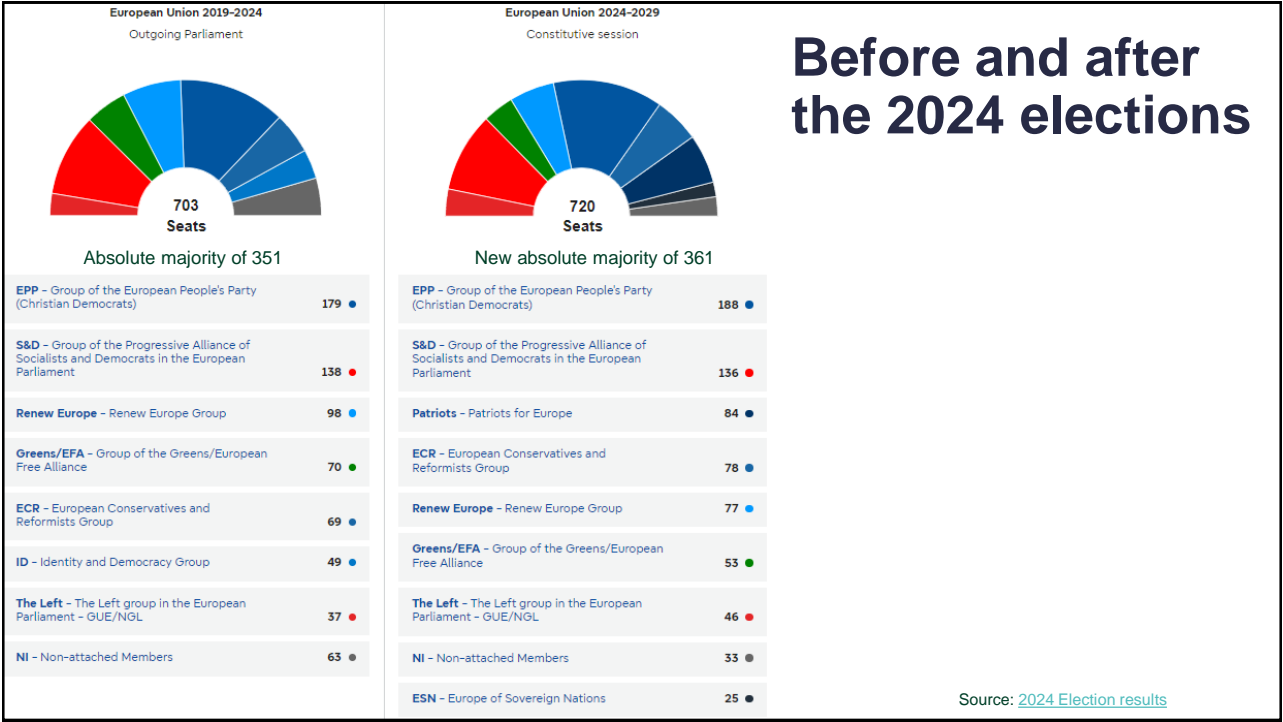 European Union 2019-2024
Outgoing Parliament
703
Seats
Absolute majority of 351
EPP - Group of the European People's Party
(Christian Democrats) 179
S&D - Group of the Progressive Alliance of
Socialists and Democrats in the European
Parliament 138
Renew Europe - Renew Europe Group 98
Greens/EFA - Group of the Greens/European
Free Alliance 70
ECR - European Conservatives and
Reformists Group 69
ID - Identity and Democracy Group 49
The Left - The Left group in the European
Parliament - GUE/NGL 37
NI - Non-attached Members 63
European Union 2024-2029
Constitutive session
720
Seats
New absolute majority of 361
EPP - Group of the European People's Party
(Christian Democrats) 188
S&D - Group of the Progressive Alliance of
Socialists and Democrats in the European
Parliament 136
Patriots - Patriots for Europe 84
ECR - European Conservatives and
Reformists Group 78
Renew Europe - Renew Europe Group 77
Greens/EFA - Group of the Greens/European
Free Alliance 53
The Left - The Left group in the European
Parliament - GUE/NGL 46
NI - Non-attached Members 33
ESN - Europe of Sovereign Nations 25
Before and after
the 2024 elections
Source: 2024 Election results